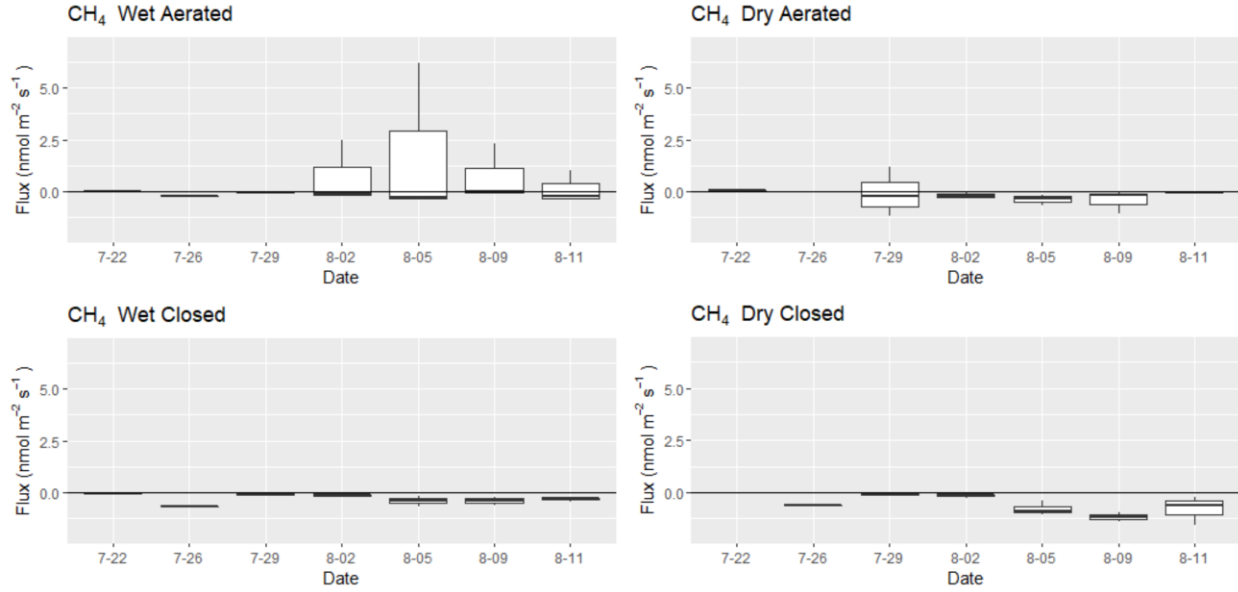 CH₄ Wet Aerated
Flux (nmol m⁻² s⁻¹ )
5.0
2.5
0.0
7-22 7-26 7-29 8-02 8-05 8-09 8-11
Date
CH₄ Dry Aerated
Flux (nmol m⁻² s⁻¹ )
5.0
2.5
0.0
7-22 7-26 7-29 8-02 8-05 8-09 8-11
Date
CH₄ Wet Closed
Flux (nmol m⁻² s⁻¹ )
5.0
2.5
0.0
7-22 7-26 7-29 8-02 8-05 8-09 8-11
Date
CH₄ Dry Closed
Flux (nmol m⁻² s⁻¹ )
5.0
2.5
0.0
7-22 7-26 7-29 8-02 8-05 8-09 8-11
Date